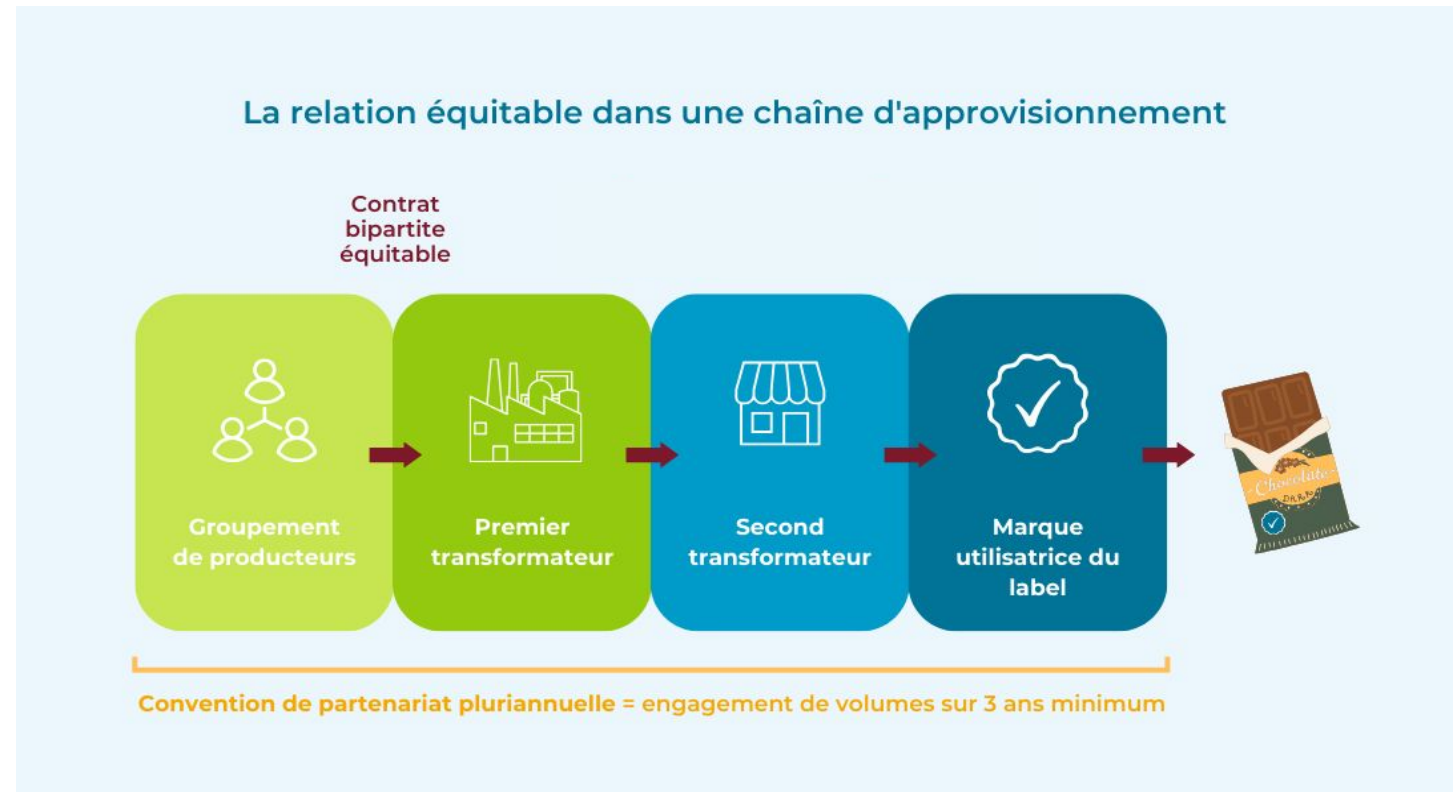 La relation équitable dans une chaîne d'approvisionnement
Contrat
bipartite
équitable
Groupement
de producteurs
Premier
transformateur
Second
transformateur
Marque
utilisatrice du
label
Chocolate
DARK
Convention de partenariat pluriannuelle = engagement de volumes sur 3 ans minimum